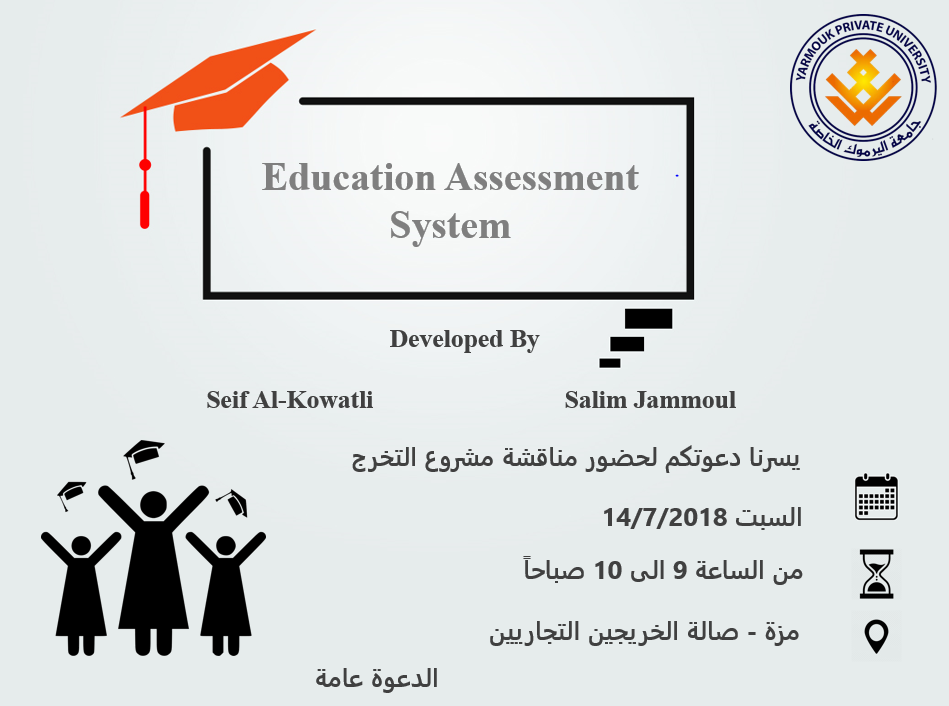 YARMOUK PRIVATE UNIVERSITY
جامعة اليرموك الخاصة
Education Assessment
System
Developed By
Seif Al-Kowatli Salim Jammoul
يسرنا دعوتكم لحضور مناقشة مشروع التخرج
السبت 14/7/2018
من الساعة 9 الى 10 صباحاً
مزة - صالة الخريجين التجاريين
الدعوة عامة